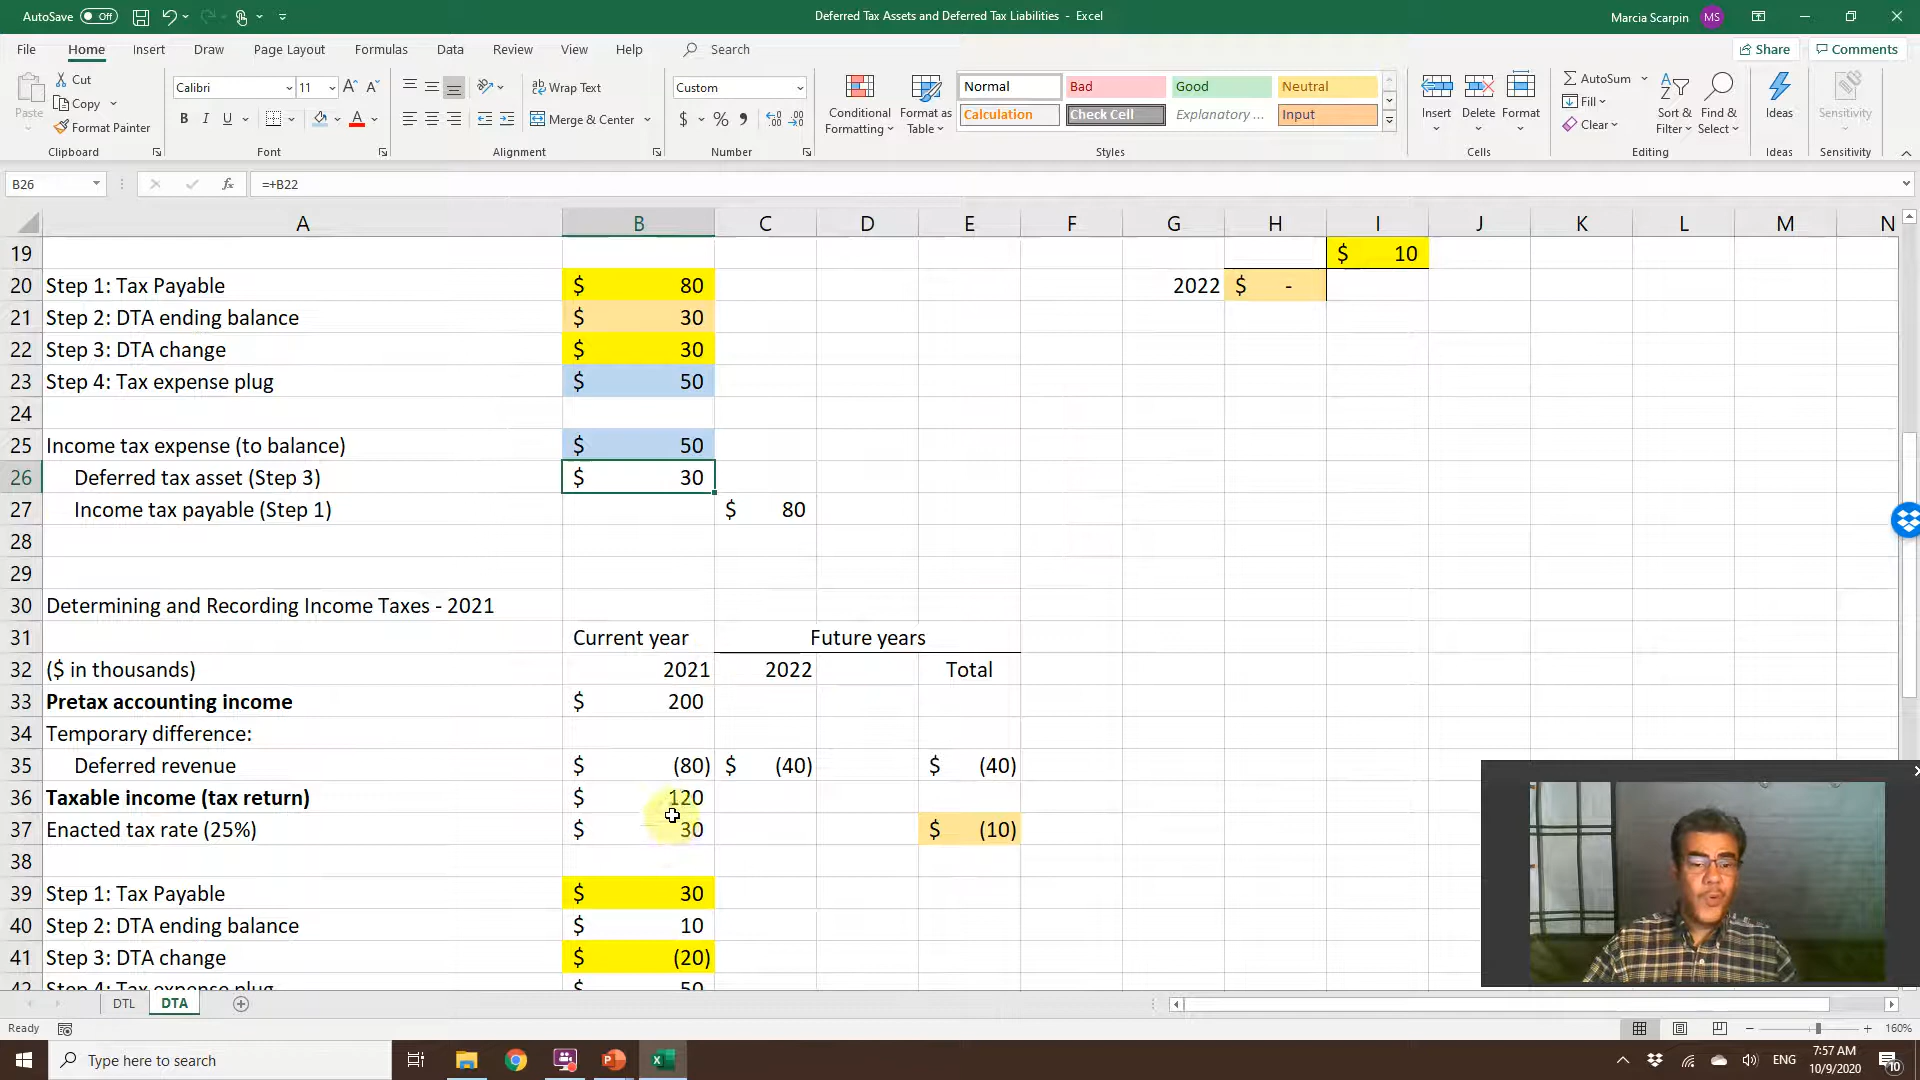 AutoSave Off
Deferred Tax Assets and Deferred Tax Liabilities - Excel
Marcia Scarpin MS
File Home Insert Draw Page Layout Formulas Data Review View Help Search
Share Comments
Paste
Cut
Copy
Format Painter
Clipboard
Calibri 11 A A
B I U A
Font
Wrap Text
Merge & Center
Alignment
Custom
$ % ,
Number
Conditional Formatting
Format as Table
Normal Bad Good Neutral
Calculation Check Cell Explanatory ... Input
Styles
Insert Delete Format
Cells
AutoSum
Fill
Clear
Sort & Filter
Find & Select
Editing
Ideas
Ideas
Sensitivity
Sensitivity
B26 fx =+B22
A B C D E F G H I J K L M N
19 $ 10
20 Step 1: Tax Payable $ 80 2022 $ -
21 Step 2: DTA ending balance $ 30
22 Step 3: DTA change $ 30
23 Step 4: Tax expense plug $ 50
24
25 Income tax expense (to balance) $ 50
26 Deferred tax asset (Step 3) $ 30
27 Income tax payable (Step 1) $ 80
28
29
30 Determining and Recording Income Taxes - 2021
31 Current year Future years
32 ($ in thousands) 2021 2022 Total
33 Pretax accounting income $ 200
34 Temporary difference:
35 Deferred revenue $ (80) $ (40) $ (40)
36 Taxable income (tax return) $ 120
37 Enacted tax rate (25%) $ 30 $ (10)
38
39 Step 1: Tax Payable $ 30
40 Step 2: DTA ending balance $ 10
41 Step 3: DTA change $ (20)
42 Step 4: Tax expense plug $ 50
DTL DTA
Ready
160%
Type here to search
ENG
7:57 AM
10/9/2020
10